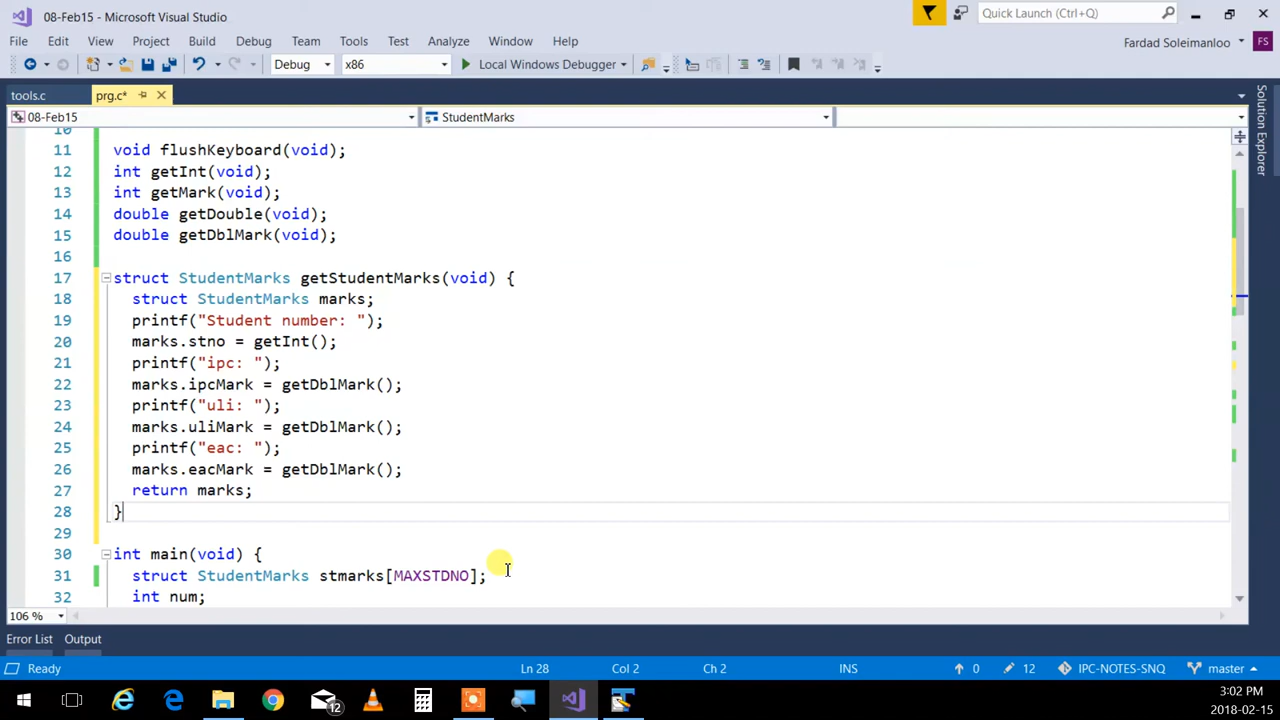 08-Feb15 - Microsoft Visual Studio
Quick Launch (Ctrl+Q)
File Edit View Project Build Debug Team Tools Test Analyze Window Help
Fardad Soleimanloo FS
Debug x86 Local Windows Debugger
tools.c prg.c*
08-Feb15 StudentMarks
Solution Explorer
10
11 void flushKeyboard(void);
12 int getInt(void);
13 int getMark(void);
14 double getDouble(void);
15 double getDblMark(void);
16
17 struct StudentMarks getStudentMarks(void) {
18 struct StudentMarks marks;
19 printf("Student number: ");
20 marks.stno = getInt();
21 printf("ipc: ");
22 marks.ipcMark = getDblMark();
23 printf("uli: ");
24 marks.uliMark = getDblMark();
25 printf("eac: ");
26 marks.eacMark = getDblMark();
27 return marks;
28 }
29
30 int main(void) {
31 struct StudentMarks stmarks[MAXSTDNO];
32 int num;
106 %
Error List Output
Ready Ln 28 Col 2 Ch 2 INS 0 12 IPC-NOTES-SNQ master
12
3:02 PM
2018-02-15